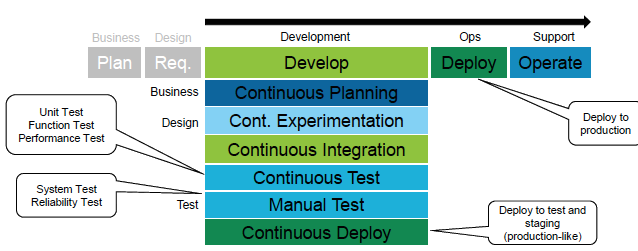 Business Design Development Ops Support
Plan Req. Develop Deploy Operate
Business Continuous Planning
Design Cont. Experimentation
Continuous Integration
Continuous Test
Test Manual Test
Continuous Deploy
Unit Test
Function Test
Performance Test
System Test
Reliability Test
Deploy to
production
Deploy to test and
staging
(production-like)